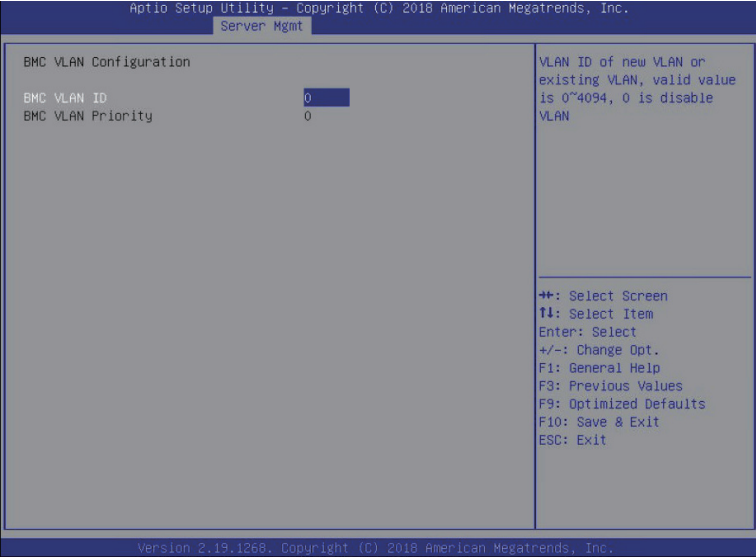 Aptio Setup Utility – Copyright (C) 2018 American Megatrends, Inc.
Server Mgmt
BMC VLAN Configuration
BMC VLAN ID 0
BMC VLAN Priority 0
VLAN ID of new VLAN or
existing VLAN, valid value
is 0~4094, 0 is disable
VLAN
→←: Select Screen
↑↓: Select Item
Enter: Select
+/-: Change Opt.
F1: General Help
F3: Previous Values
F9: Optimized Defaults
F10: Save & Exit
ESC: Exit
Version 2.19.1268. Copyright (C) 2018 American Megatrends, Inc.